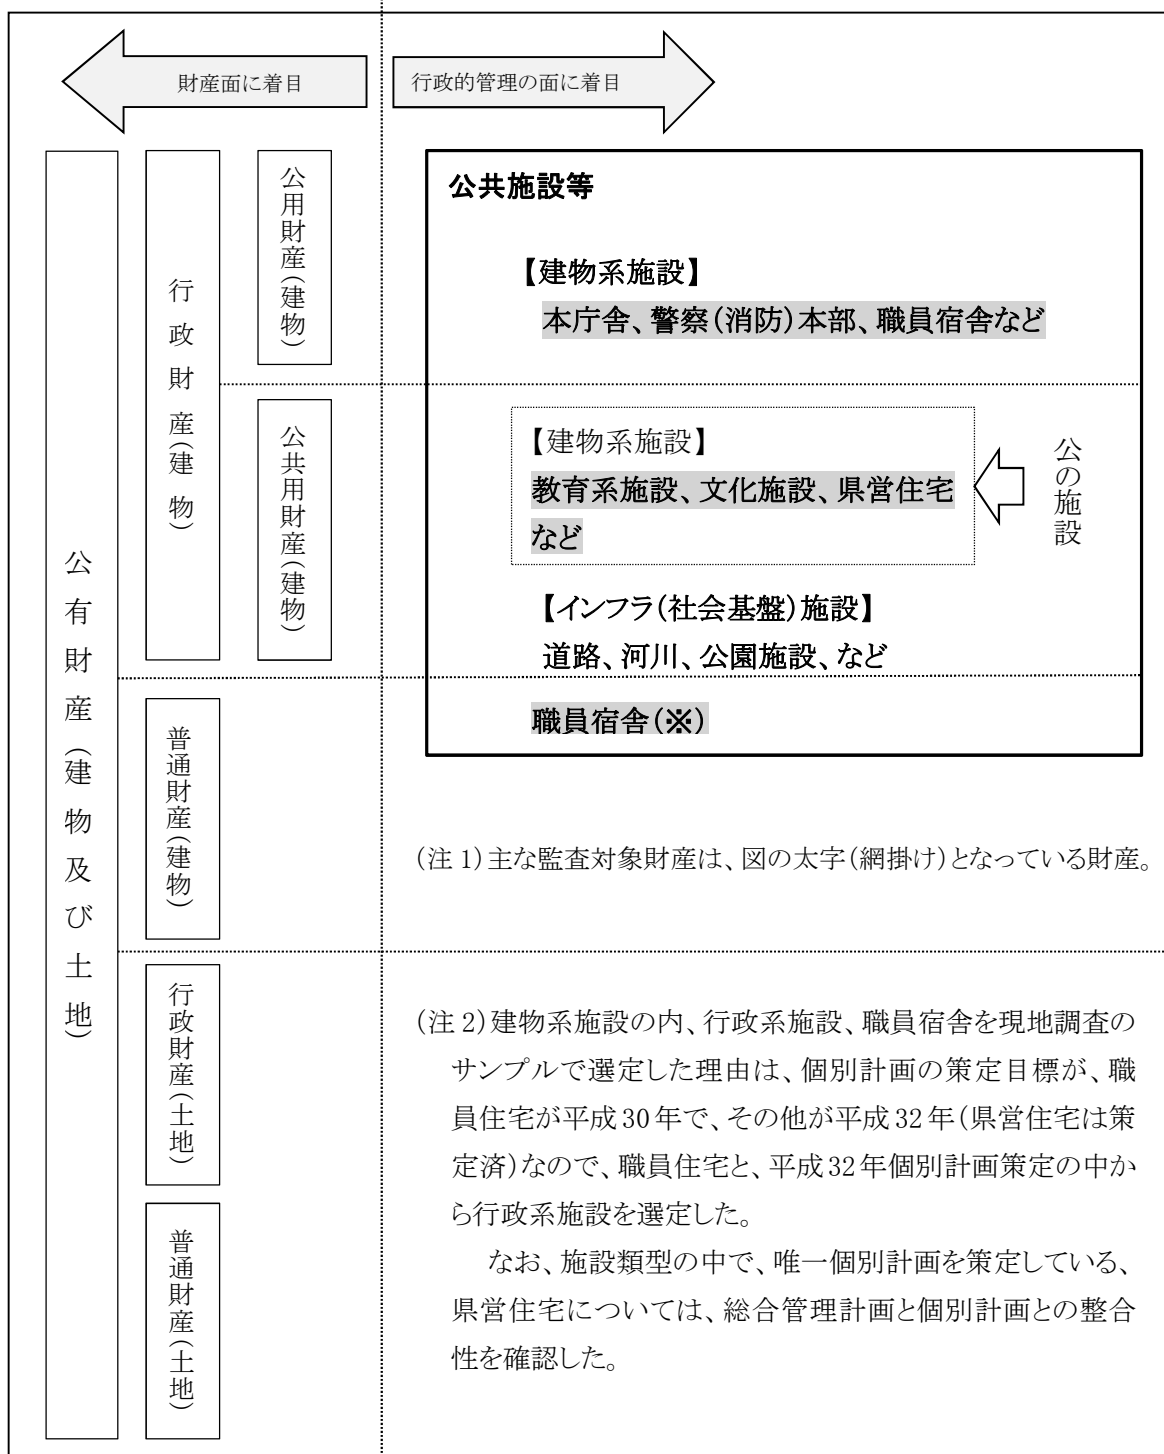 財産面に着目
行政的管理の面に着目
公有財産(建物及び土地)
行政財産(建物)
公用財産(建物)
公共用財産(建物)
普通財産(建物)
行政財産(土地)
普通財産(土地)
公共施設等
【建物系施設】
本庁舎、警察(消防)本部、職員宿舎など
【建物系施設】
教育系施設、文化施設、県営住宅
など
公の施設
【インフラ(社会基盤)施設】
道路、河川、公園施設、など
職員宿舎(※)
(注1)主な監査対象財産は、図の太字(網掛け)となっている財産。
(注2)建物系施設の内、行政系施設、職員宿舎を現地調査の
サンプルで選定した理由は、個別計画の策定目標が、職
員住宅が平成30年で、その他が平成32年(県営住宅は策
定済)なので、職員住宅と、平成32年個別計画策定の中か
ら行政系施設を選定した。
なお、施設類型の中で、唯一個別計画を策定している、
県営住宅については、総合管理計画と個別計画との整合
性を確認した。